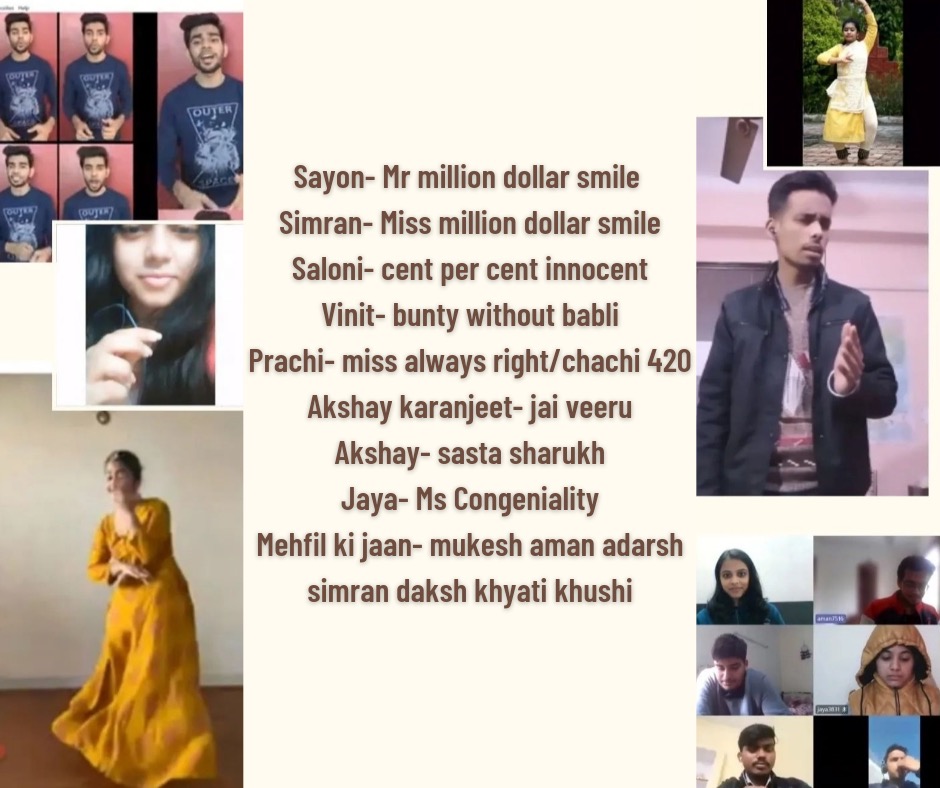 OUTER
SPACE
Sayon- Mr million dollar smile
Simran- Miss million dollar smile
Saloni- cent per cent innocent
Vinit- bunty without babli
Prachi- miss always right/chachi 420
Akshay karanjeet- jai veeru
Akshay- sasta sharukh
Jaya- Ms Congeniality
Mehfil ki jaan- mukesh aman adarsh
simran daksh khyati khushi